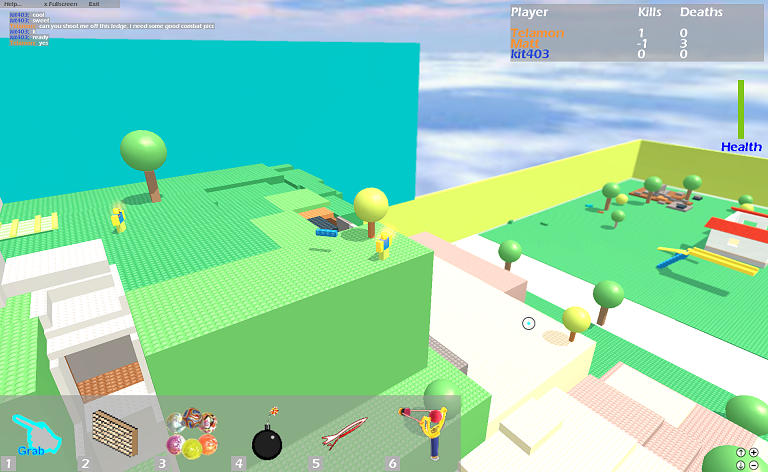 Help... x Fullscreen Exit
kit403: cool
kit403: sweet
can you shoot me off this ledge. I need some good combat pics
kit403:
kit403: ready
Telamon: yes
Player Kills Deaths
Telamon 1 0
-1 3
kit403 0 0
Health
Grab
1 2 3 4 5 6